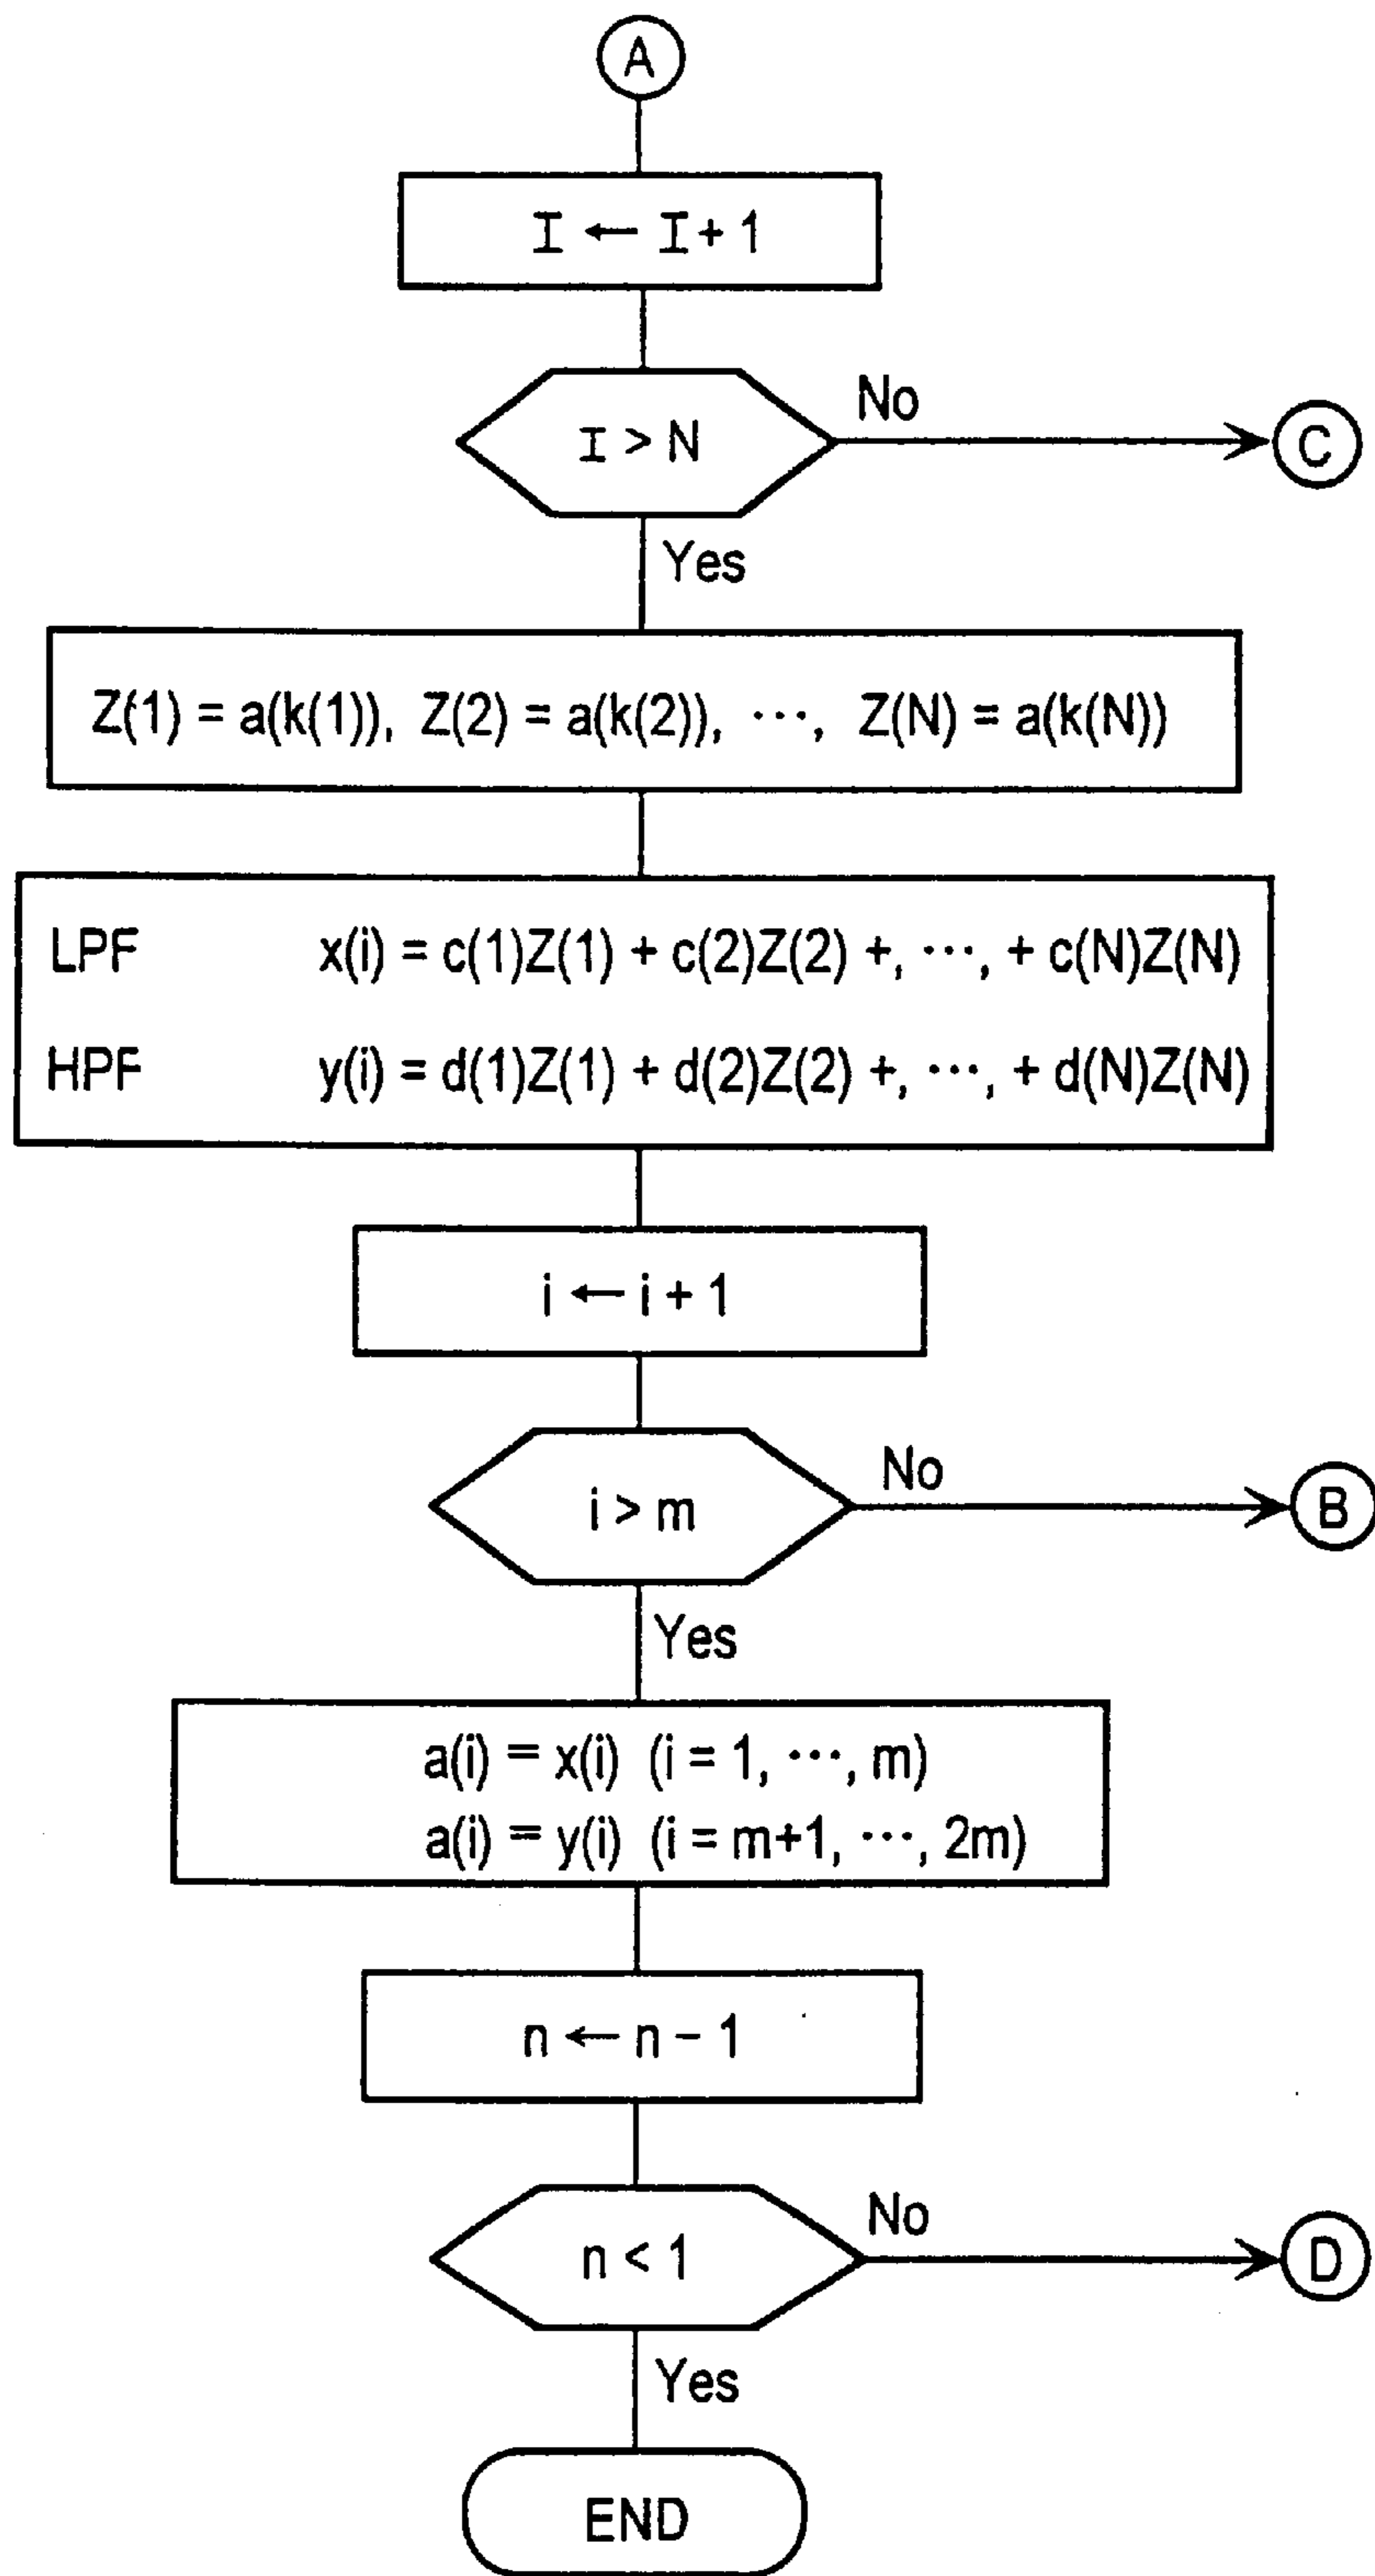 A
I ← I + 1
I > N
No
C
Yes
Z(1) = a(k(1)), Z(2) = a(k(2)), ···, Z(N) = a(k(N))
LPF x(i) = c(1)Z(1) + c(2)Z(2) +, ···, + c(N)Z(N)
HPF y(i) = d(1)Z(1) + d(2)Z(2) +, ···, + d(N)Z(N)
i ← i + 1
i > m
No
B
Yes
a(i) = x(i) (i = 1, ···, m)
a(i) = y(i) (i = m+1, ···, 2m)
n ← n − 1
n < 1
No
D
Yes
END